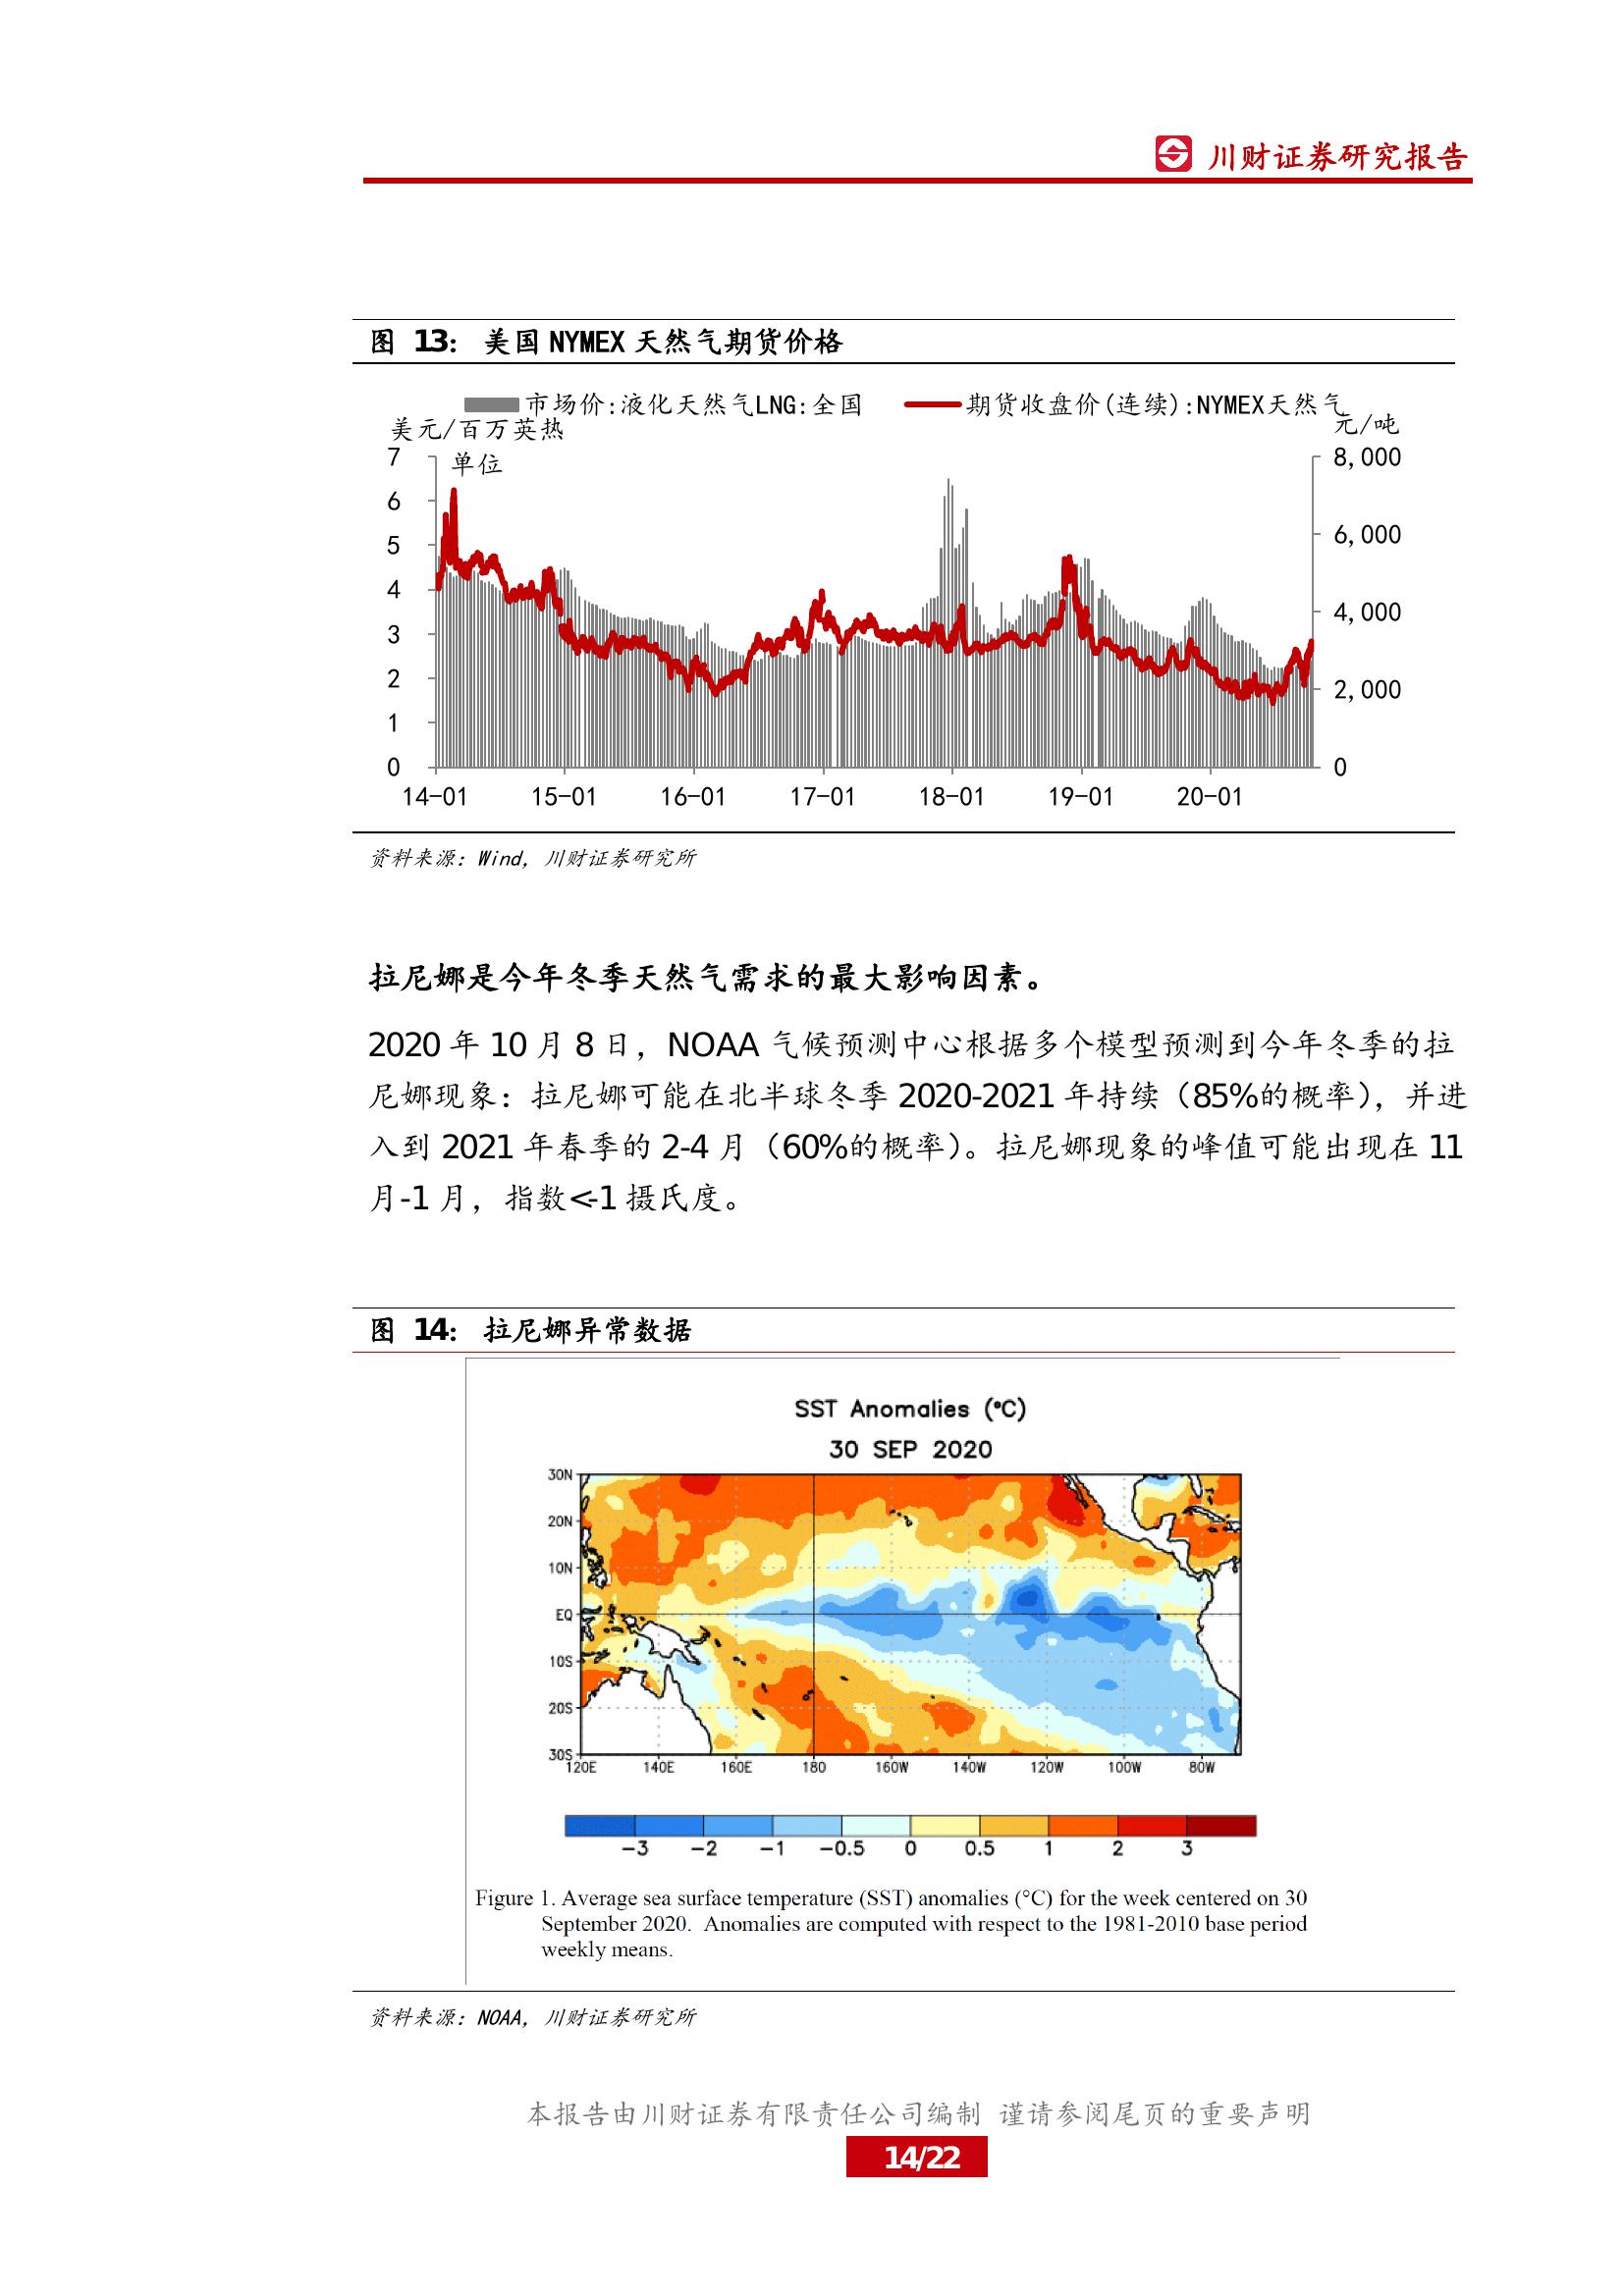 川财证券研究报告
图 13： 美国 NYMEX 天然气期货价格
市场价:液化天然气LNG:全国 期货收盘价(连续):NYMEX天然气
美元/百万英热 元/吨
单位
7 8,000
6
5 6,000
4
3 4,000
2 2,000
1
0 0
14-01 15-01 16-01 17-01 18-01 19-01 20-01
资料来源：Wind，川财证券研究所
拉尼娜是今年冬季天然气需求的最大影响因素。
2020 年 10 月 8 日，NOAA 气候预测中心根据多个模型预测到今年冬季的拉
尼娜现象：拉尼娜可能在北半球冬季 2020-2021 年持续（85%的概率），并进
入到 2021 年春季的 2-4 月（60%的概率）。拉尼娜现象的峰值可能出现在 11
月-1 月，指数<-1 摄氏度。
图 14： 拉尼娜异常数据
SST Anomalies (°C)
30 SEP 2020
30N
20N
10N
EQ
10S
20S
30S
120E 140E 160E 180 160W 140W 120W 100W 80W
-3 -2 -1 -0.5 0 0.5 1 2 3
Figure 1. Average sea surface temperature (SST) anomalies (°C) for the week centered on 30
September 2020. Anomalies are computed with respect to the 1981-2010 base period
weekly means.
资料来源：NOAA，川财证券研究所
本报告由川财证券有限责任公司编制 谨请参阅尾页的重要声明
14/22